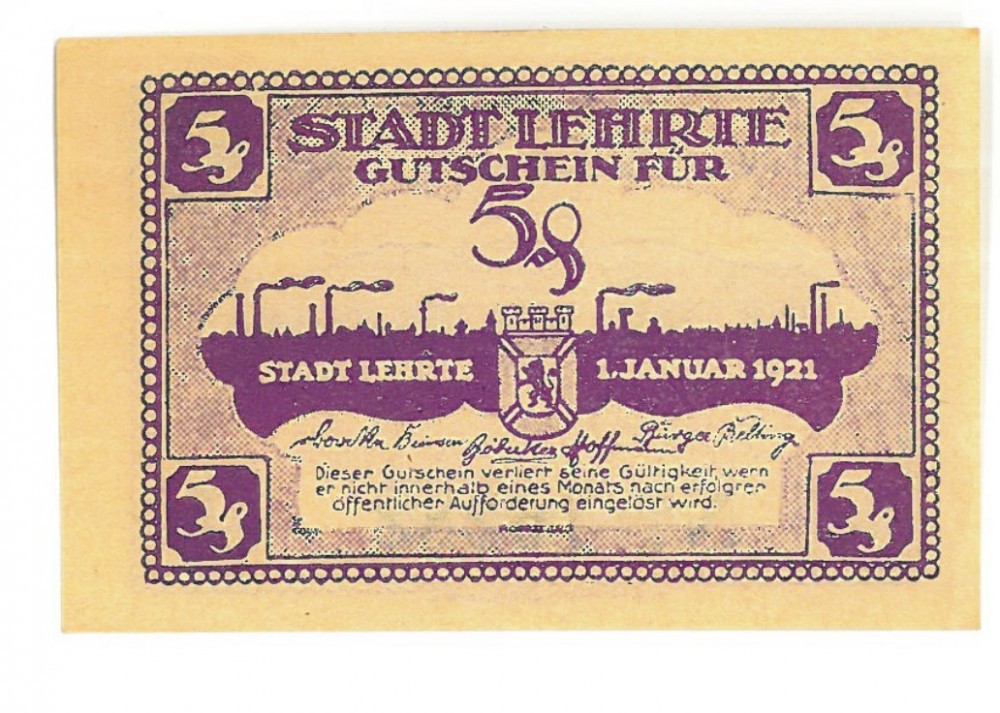 5₰ 5₰
STADT LEHRTE
GUTSCHEIN FÜR
5₰
STADT LEHRTE 1. JANUAR 1921
Hoffmann
Dieser Gutschein verliert seine Gültigkeit, wenn
er nicht innerhalb eines Monats nach erfolgter
öffentlicher Aufforderung eingelöst wird.
5₰ 5₰